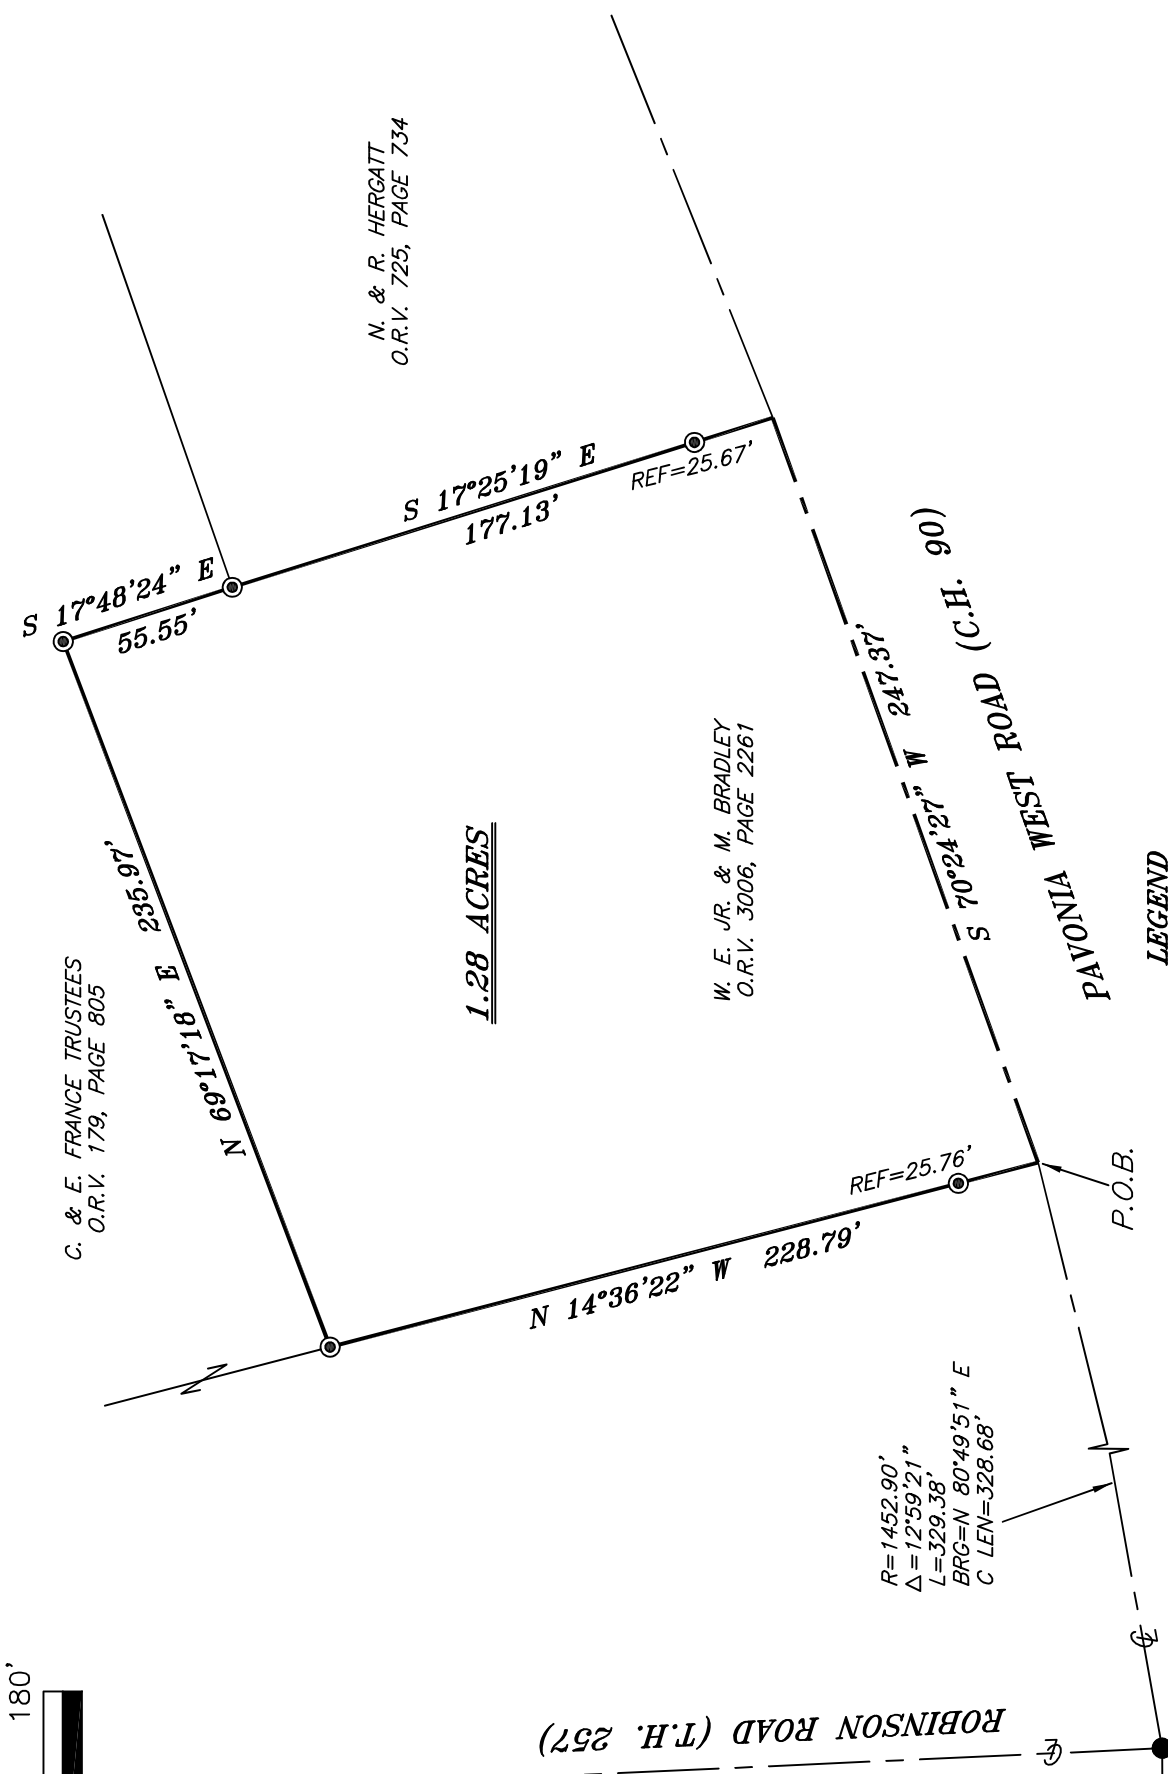 180'
C. & E. FRANCE TRUSTEES
O.R.V. 179, PAGE 805
N 69°17'18" E 235.97'
S 17°48'24" E
55.55'
N. & R. HERGATT
O.R.V. 725, PAGE 734
S 17°25'19" E
177.13'
REF=25.67'
1.28 ACRES
W. E. JR. & M. BRADLEY
O.R.V. 3006, PAGE 2261
N 14°36'22" W 228.79'
REF=25.76'
S 70°24'27" W 247.37'
PAVONIA WEST ROAD (C.H. 90)
P.O.B.
R=1452.90'
Δ=12°59'21"
L=329.38'
BRG=N 80°49'51" E
C LEN=328.68'
ROBINSON ROAD (T.H. 257)
℄
℄
LEGEND